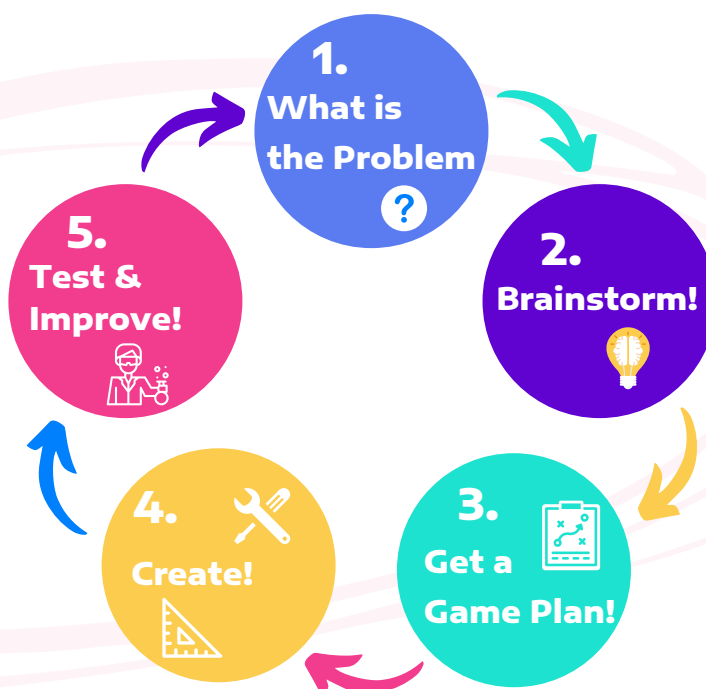 1.
What is
the Problem
?
2.
Brainstorm!
3.
Get a
Game Plan!
4.
Create!
5.
Test &
Improve!